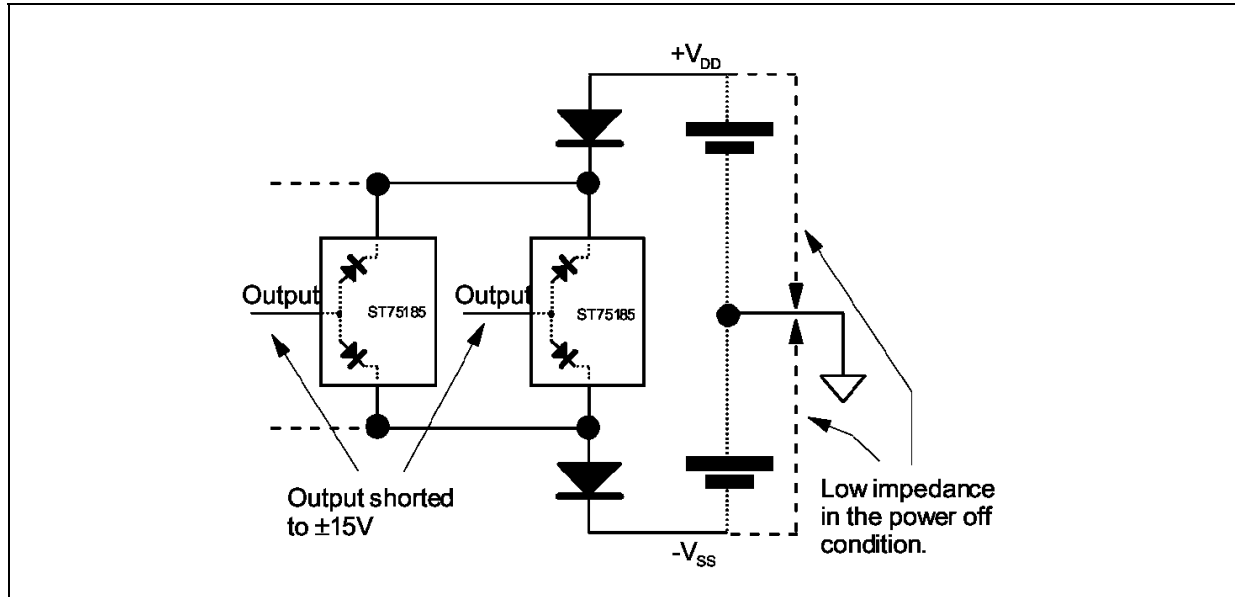 +VDD
Output
ST75185
Output
ST75185
Output shorted
to ±15V
Low impedance
in the power off
condition.
-VSS